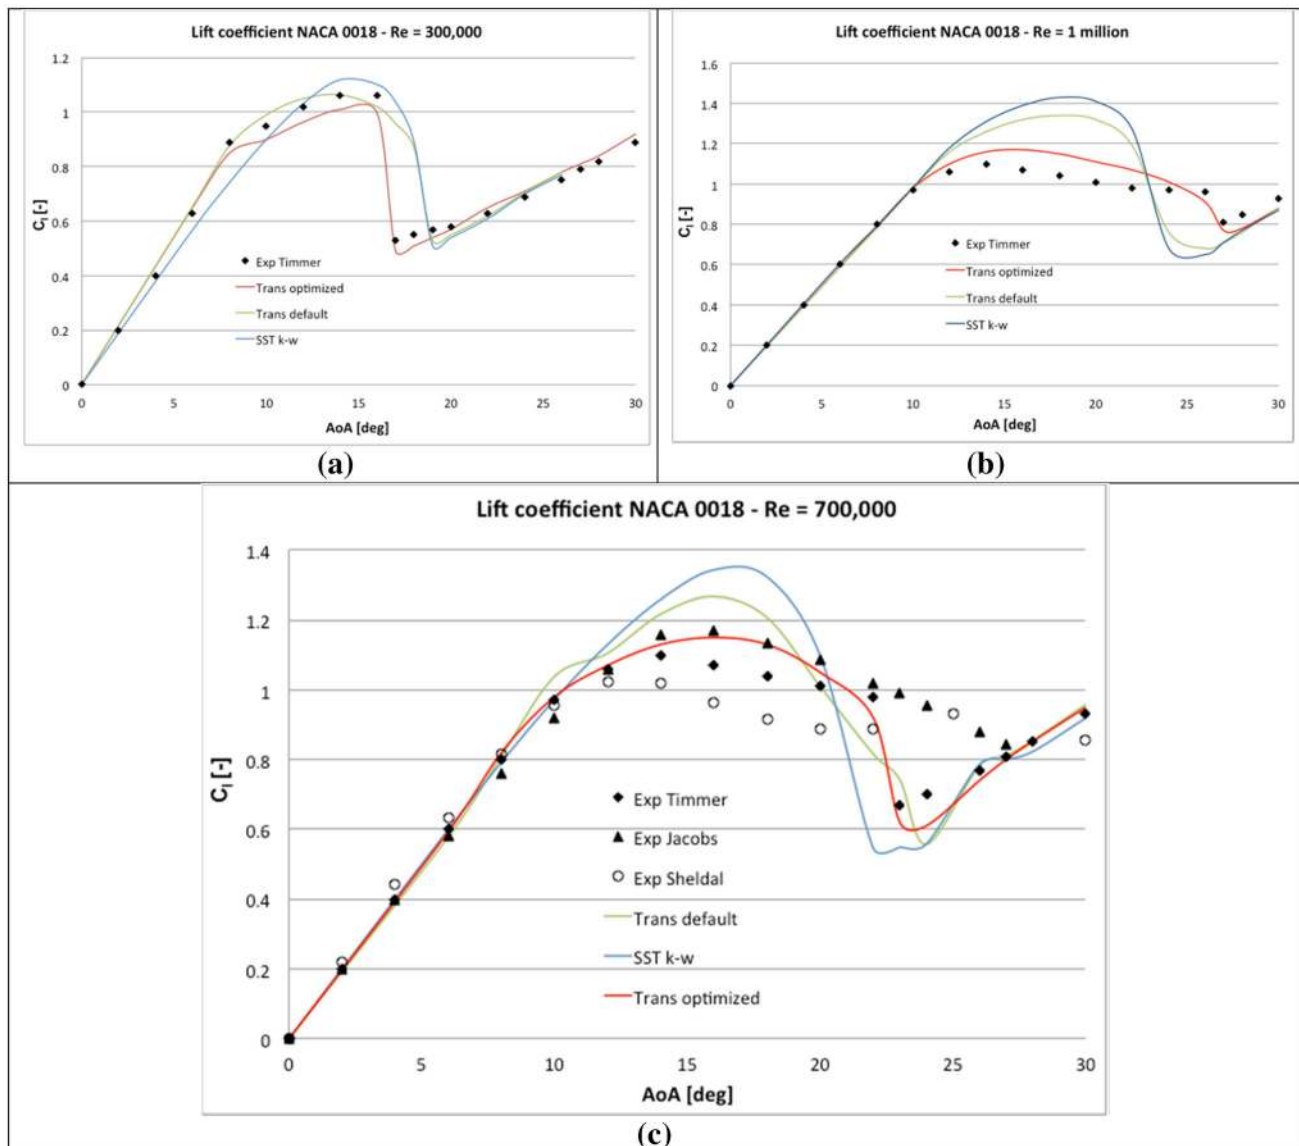 Lift coefficient NACA 0018 - Re = 300,000
1.2
1
0.8
0.6
0.4
0.2
0
Cl [-]
Exp Timmer
Trans optimized
Trans default
SST k-w
0 5 10 15 20 25 30
AoA [deg]
(a)
Lift coefficient NACA 0018 - Re = 1 million
1.6
1.4
1.2
1
0.8
0.6
0.4
0.2
0
Cl [-]
Exp Timmer
Trans optimized
Trans default
SST k-w
0 5 10 15 20 25 30
AoA [deg]
(b)
Lift coefficient NACA 0018 - Re = 700,000
1.4
1.2
1
0.8
0.6
0.4
0.2
0
Cl [-]
Exp Timmer
Exp Jacobs
Exp Sheldal
Trans default
SST k-w
Trans optimized
0 5 10 15 20 25 30
AoA [deg]
(c)